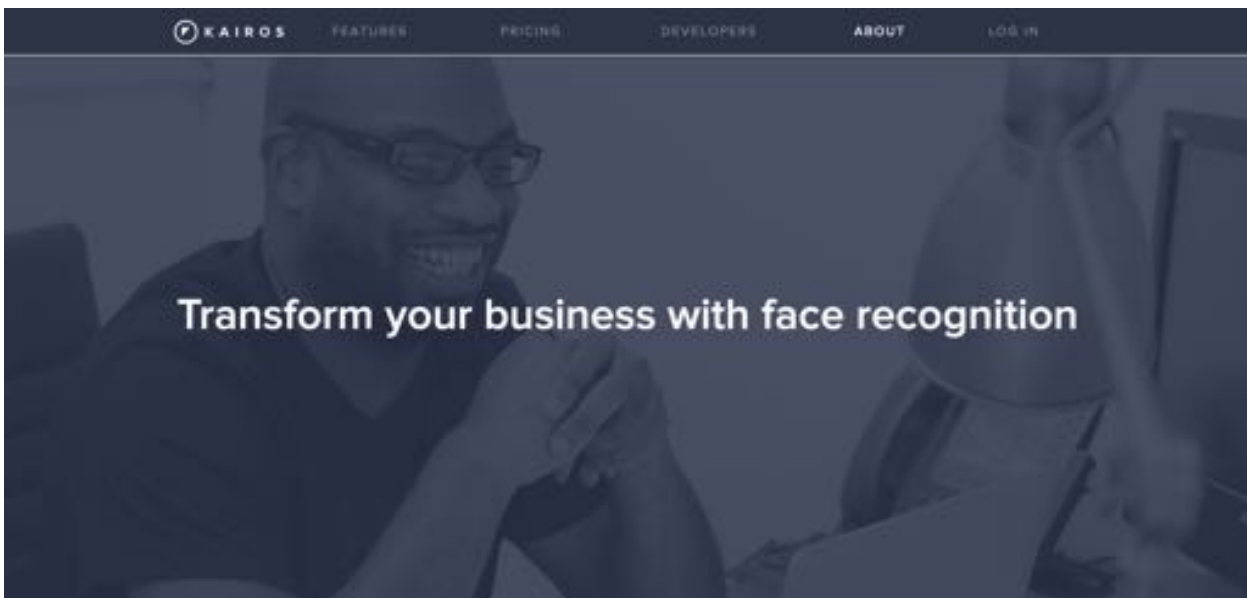 KAIROS FEATURES PRICING DEVELOPERS ABOUT LOG IN
Transform your business with face recognition